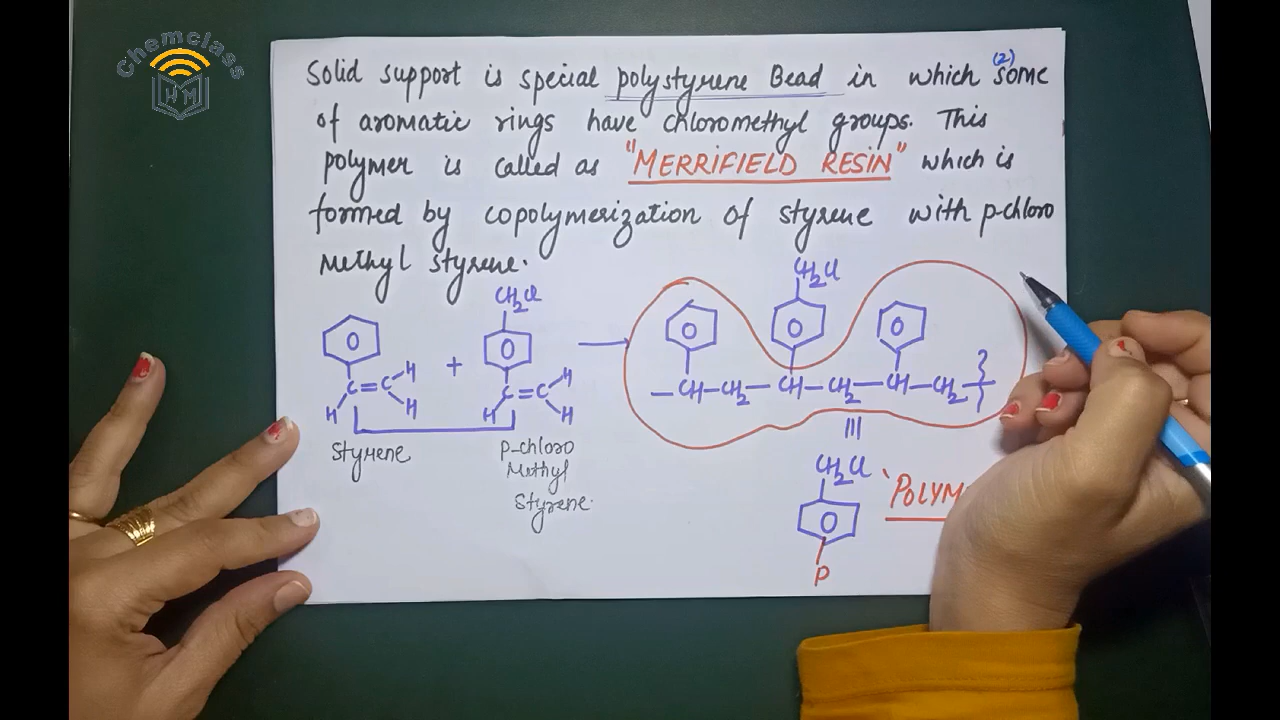 Chemclass
HM
(2)
Solid support is special polystyrene Bead in which some
of aromatic rings have chloromethyl groups. This
polymer is called as "MERRIFIELD RESIN" which is
formed by copolymerization of styrene with p-chloro
Methyl styrene.
CH2Cl CH2Cl
+
C=C H H H C=C H H H
—CH—CH2—CH—CH2—CH—CH2
Styrene
p-chloro
Methyl
Styrene.
CH2Cl
'POLYM
P